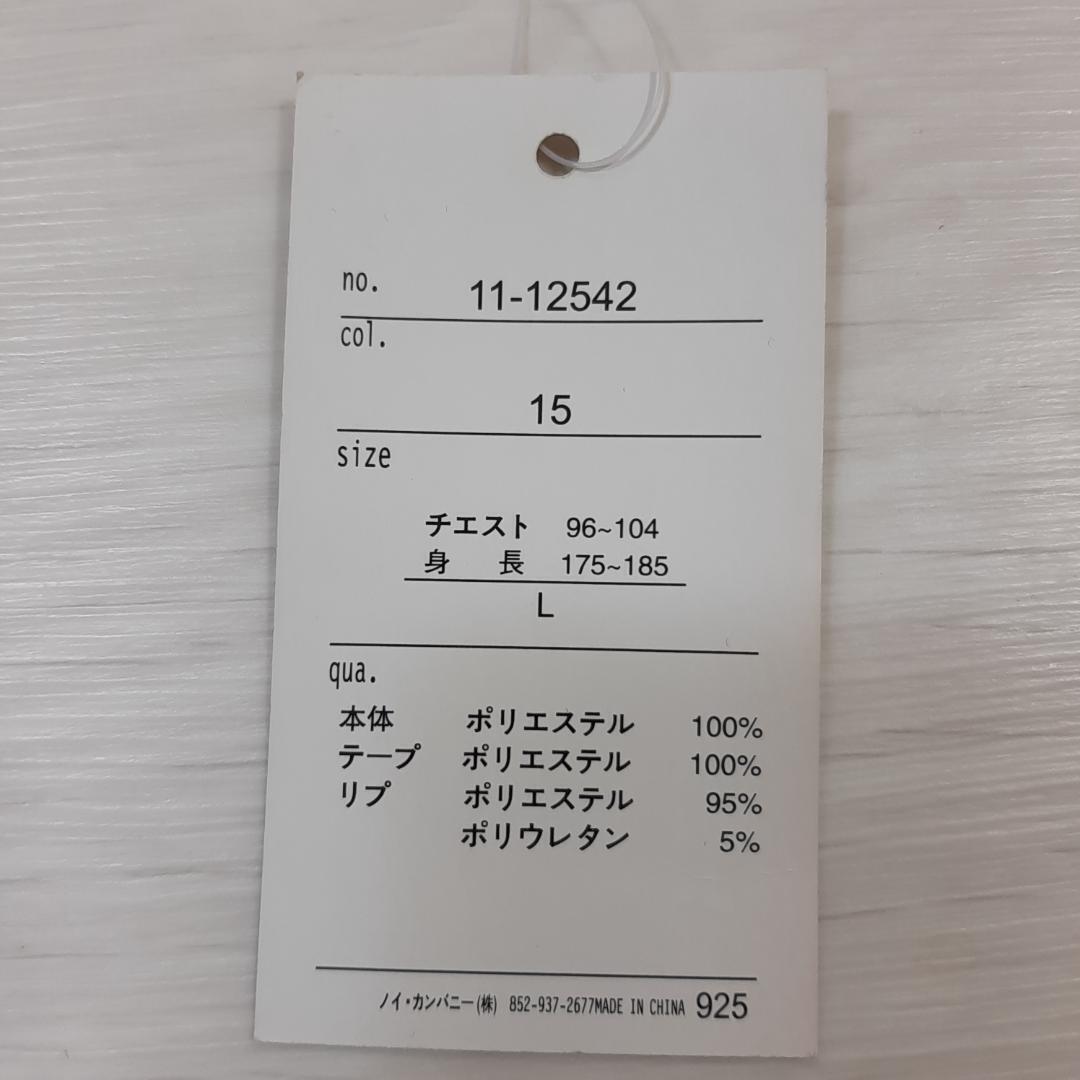 no. 11-12542
col.
15
size
チエスト 96~104
身 長 175~185
L
qua.
本体 ポリエステル 100%
テープ ポリエステル 100%
リプ ポリエステル 95%
ポリウレタン 5%
ノイ・カンパニー(株) 852-937-2677MADE IN CHINA 925